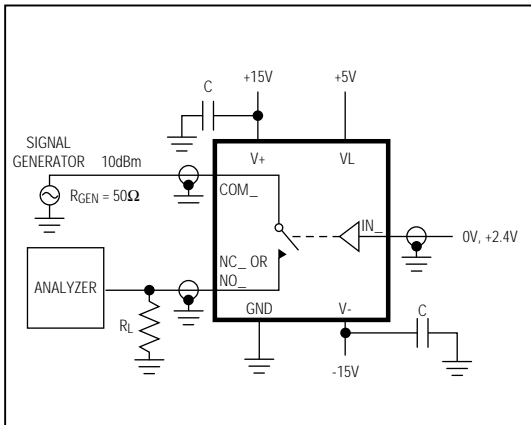 +15V
+5V
C
SIGNAL
GENERATOR 10dBm
V+
VL
COM_
RGEN = 50Ω
IN_
0V, +2.4V
NC_ OR
NO_
ANALYZER
GND
V-
C
RL
-15V